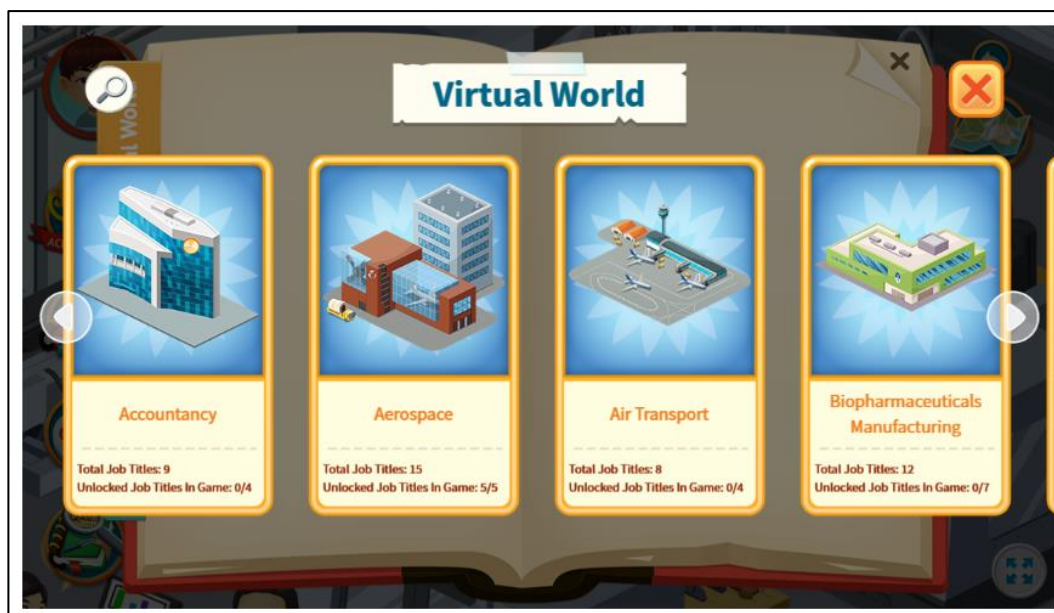 Virtual World
Accountancy
Total Job Titles: 9
Unlocked Job Titles In Game: 0/4
Aerospace
Total Job Titles: 15
Unlocked Job Titles In Game: 5/5
Air Transport
Total Job Titles: 8
Unlocked Job Titles In Game: 0/4
Biopharmaceuticals
Manufacturing
Total Job Titles: 12
Unlocked Job Titles In Game: 0/7